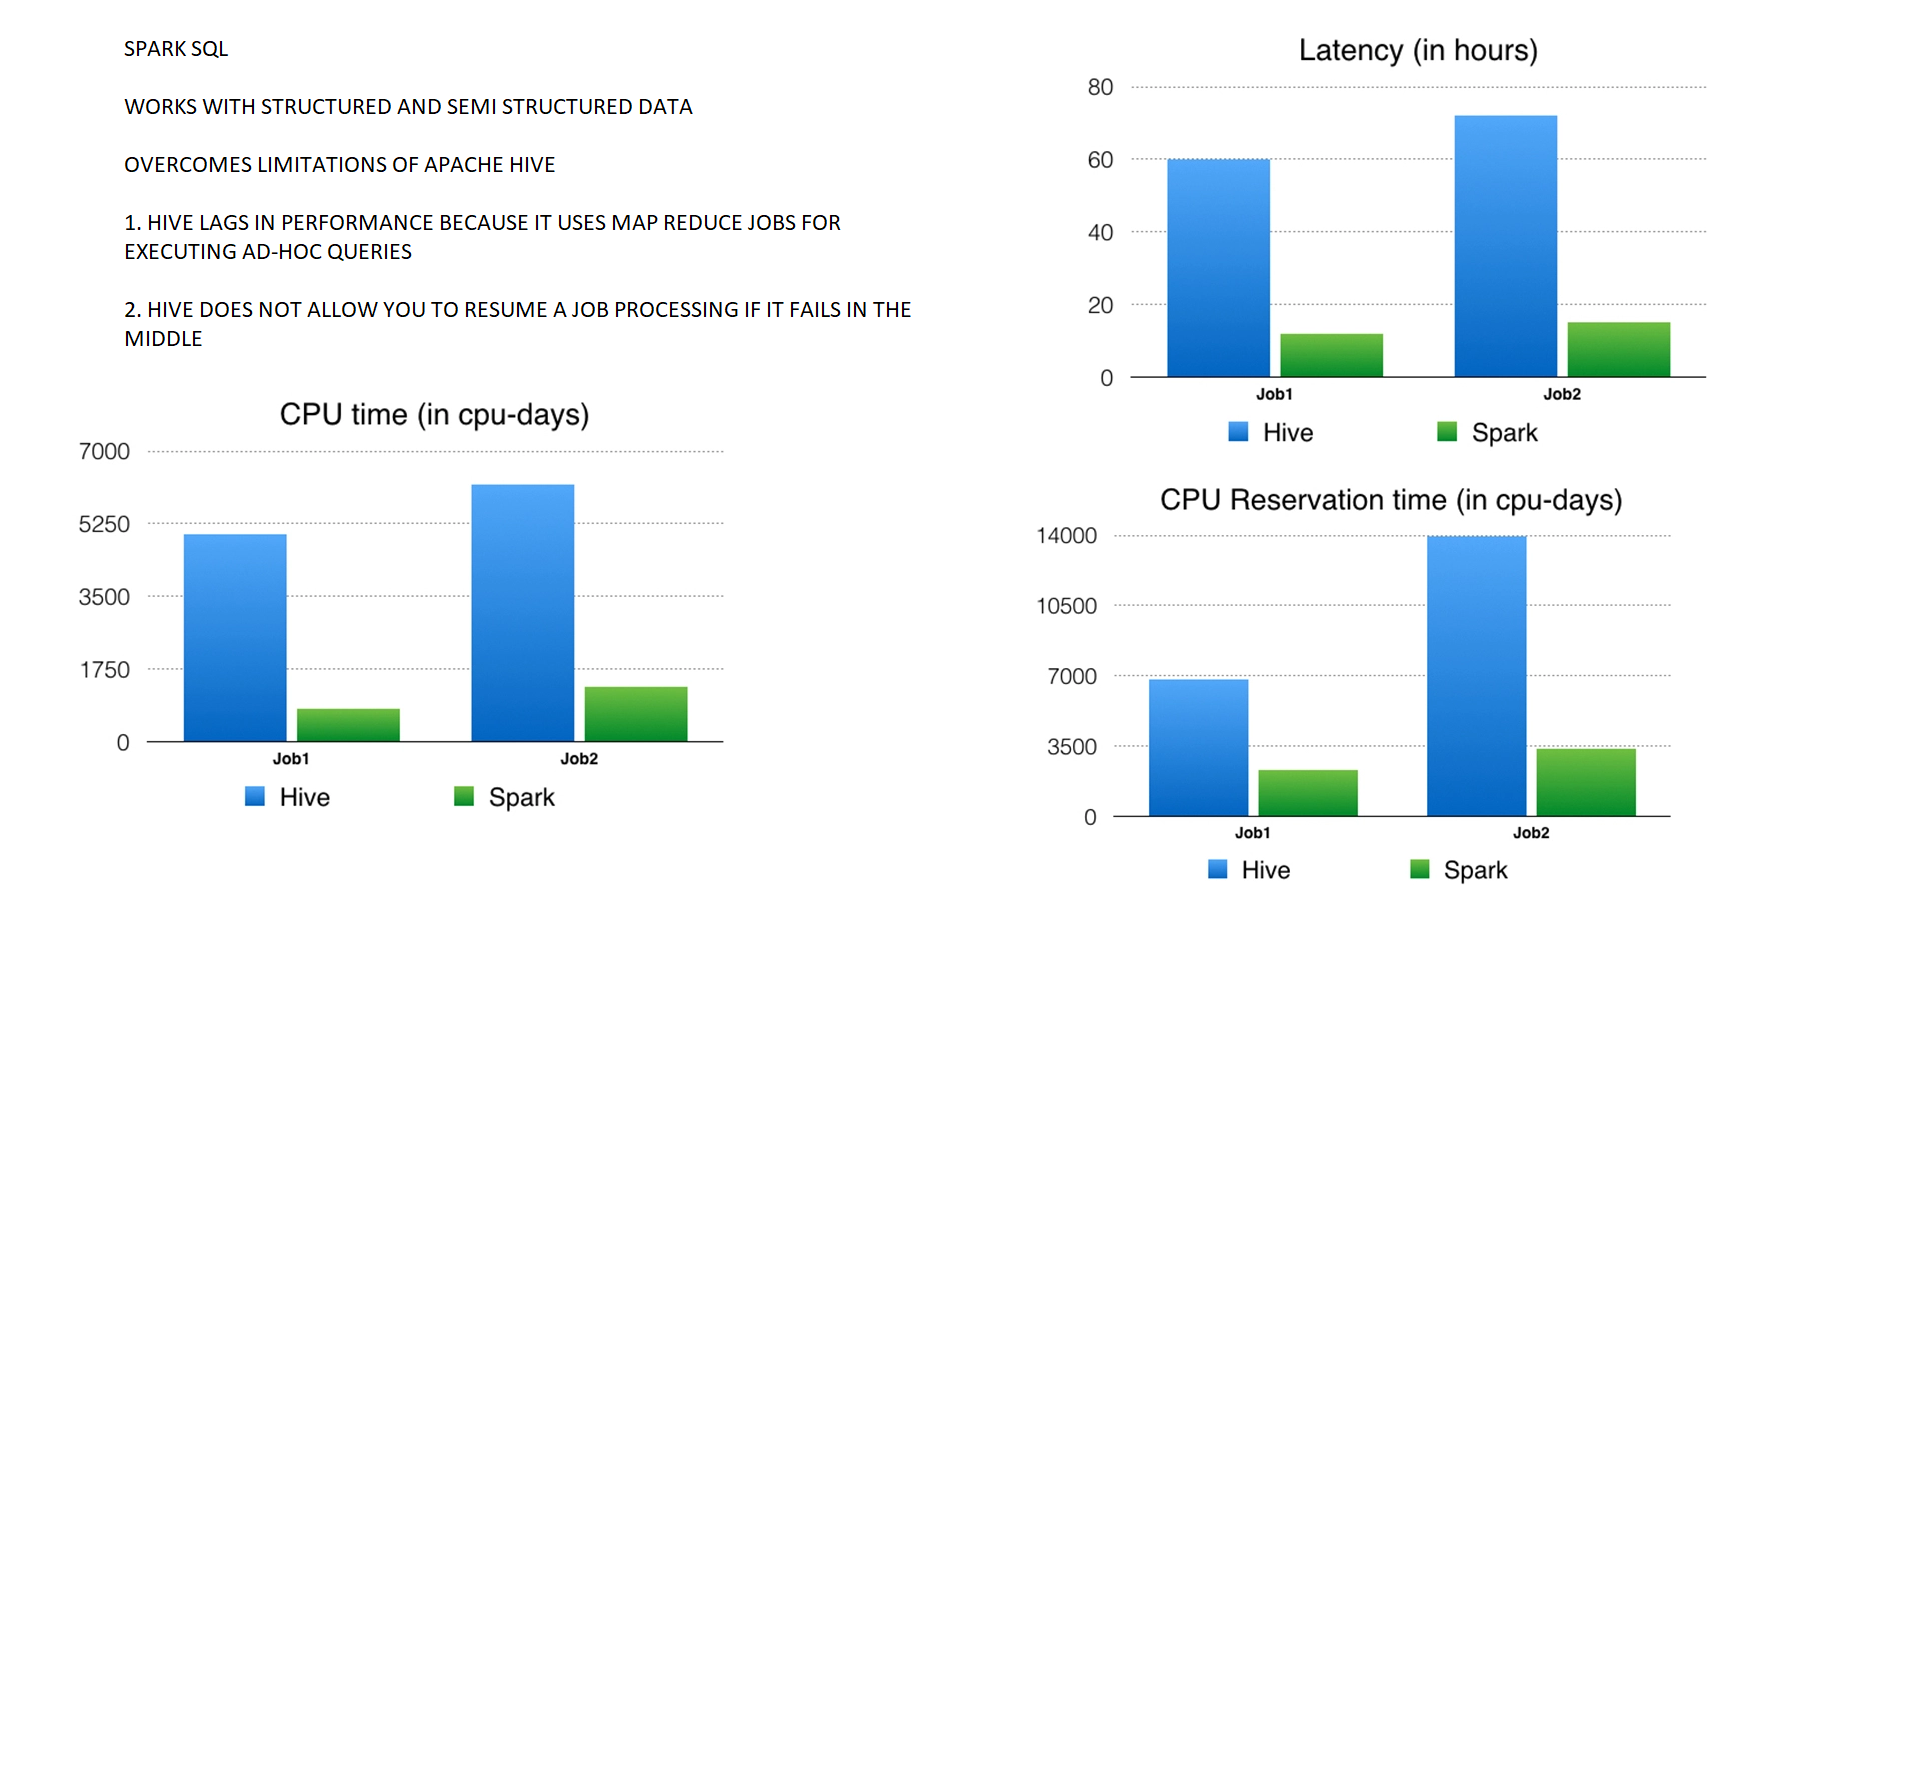 SPARK SQL
WORKS WITH STRUCTURED AND SEMI STRUCTURED DATA
OVERCOMES LIMITATIONS OF APACHE HIVE
1. HIVE LAGS IN PERFORMANCE BECAUSE IT USES MAP REDUCE JOBS FOR
EXECUTING AD-HOC QUERIES
2. HIVE DOES NOT ALLOW YOU TO RESUME A JOB PROCESSING IF IT FAILS IN THE
MIDDLE
CPU time (in cpu-days)
7000
5250
3500
1750
0
Job1 Job2
Hive Spark
Latency (in hours)
80
60
40
20
0
Job1 Job2
Hive Spark
CPU Reservation time (in cpu-days)
14000
10500
7000
3500
0
Job1 Job2
Hive Spark